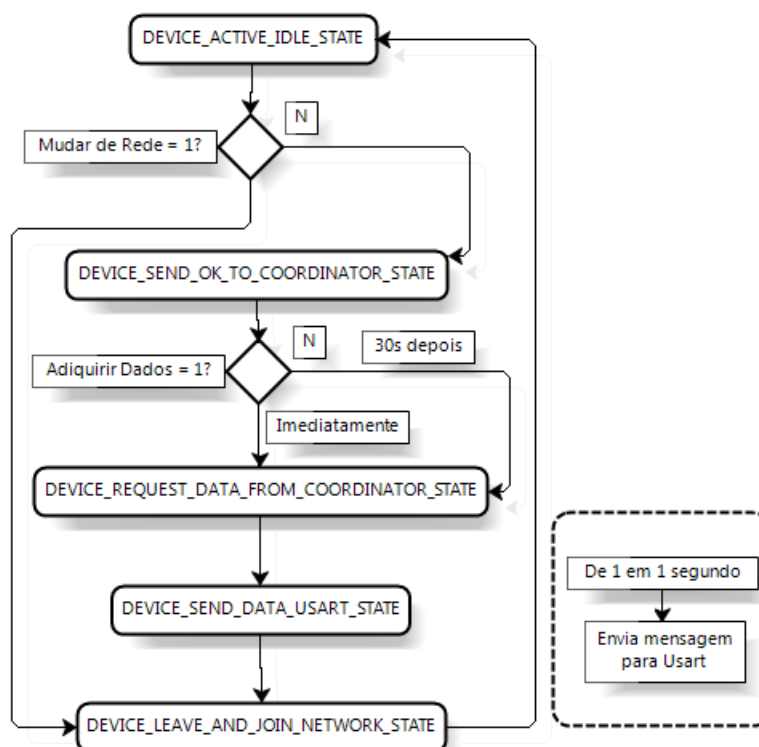 DEVICE_ACTIVE_IDLE_STATE
N
Mudar de Rede = 1?
DEVICE_SEND_OK_TO_COORDINATOR_STATE
N
30s depois
Adiquirir Dados = 1?
Imediatamente
DEVICE_REQUEST_DATA_FROM_COORDINATOR_STATE
De 1 em 1 segundo
DEVICE_SEND_DATA_USART_STATE
Envia mensagem
para Usart
DEVICE_LEAVE_AND_JOIN_NETWORK_STATE